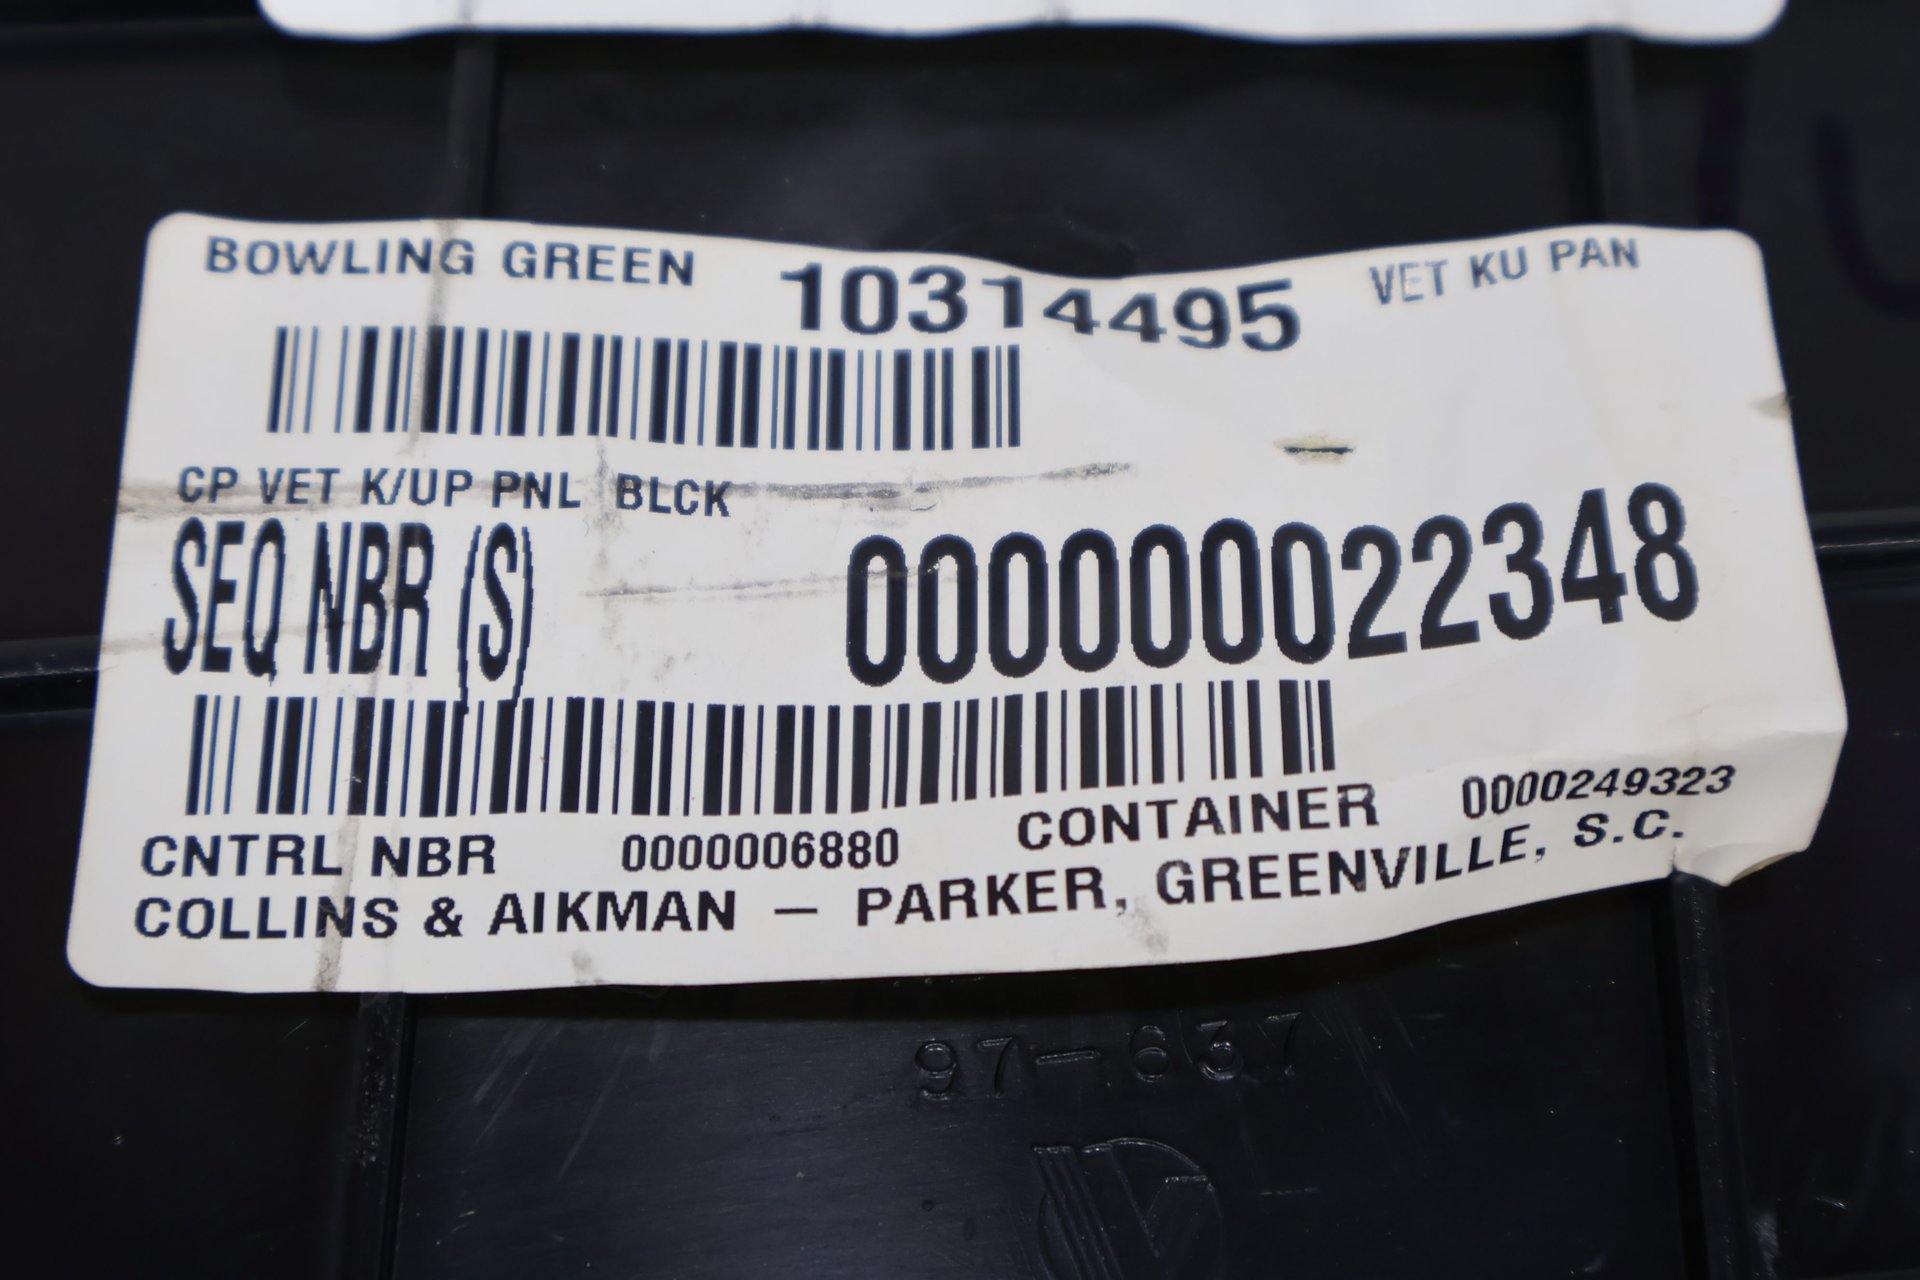 BOWLING GREEN 10314495 VET KU PAN
CP VET K/UP PNL BLCK
SEQ NBR (S) 000000022348
CNTRL NBR 0000006880 CONTAINER 0000249323
COLLINS & AIKMAN — PARKER, GREENVILLE, S.C.
97-637